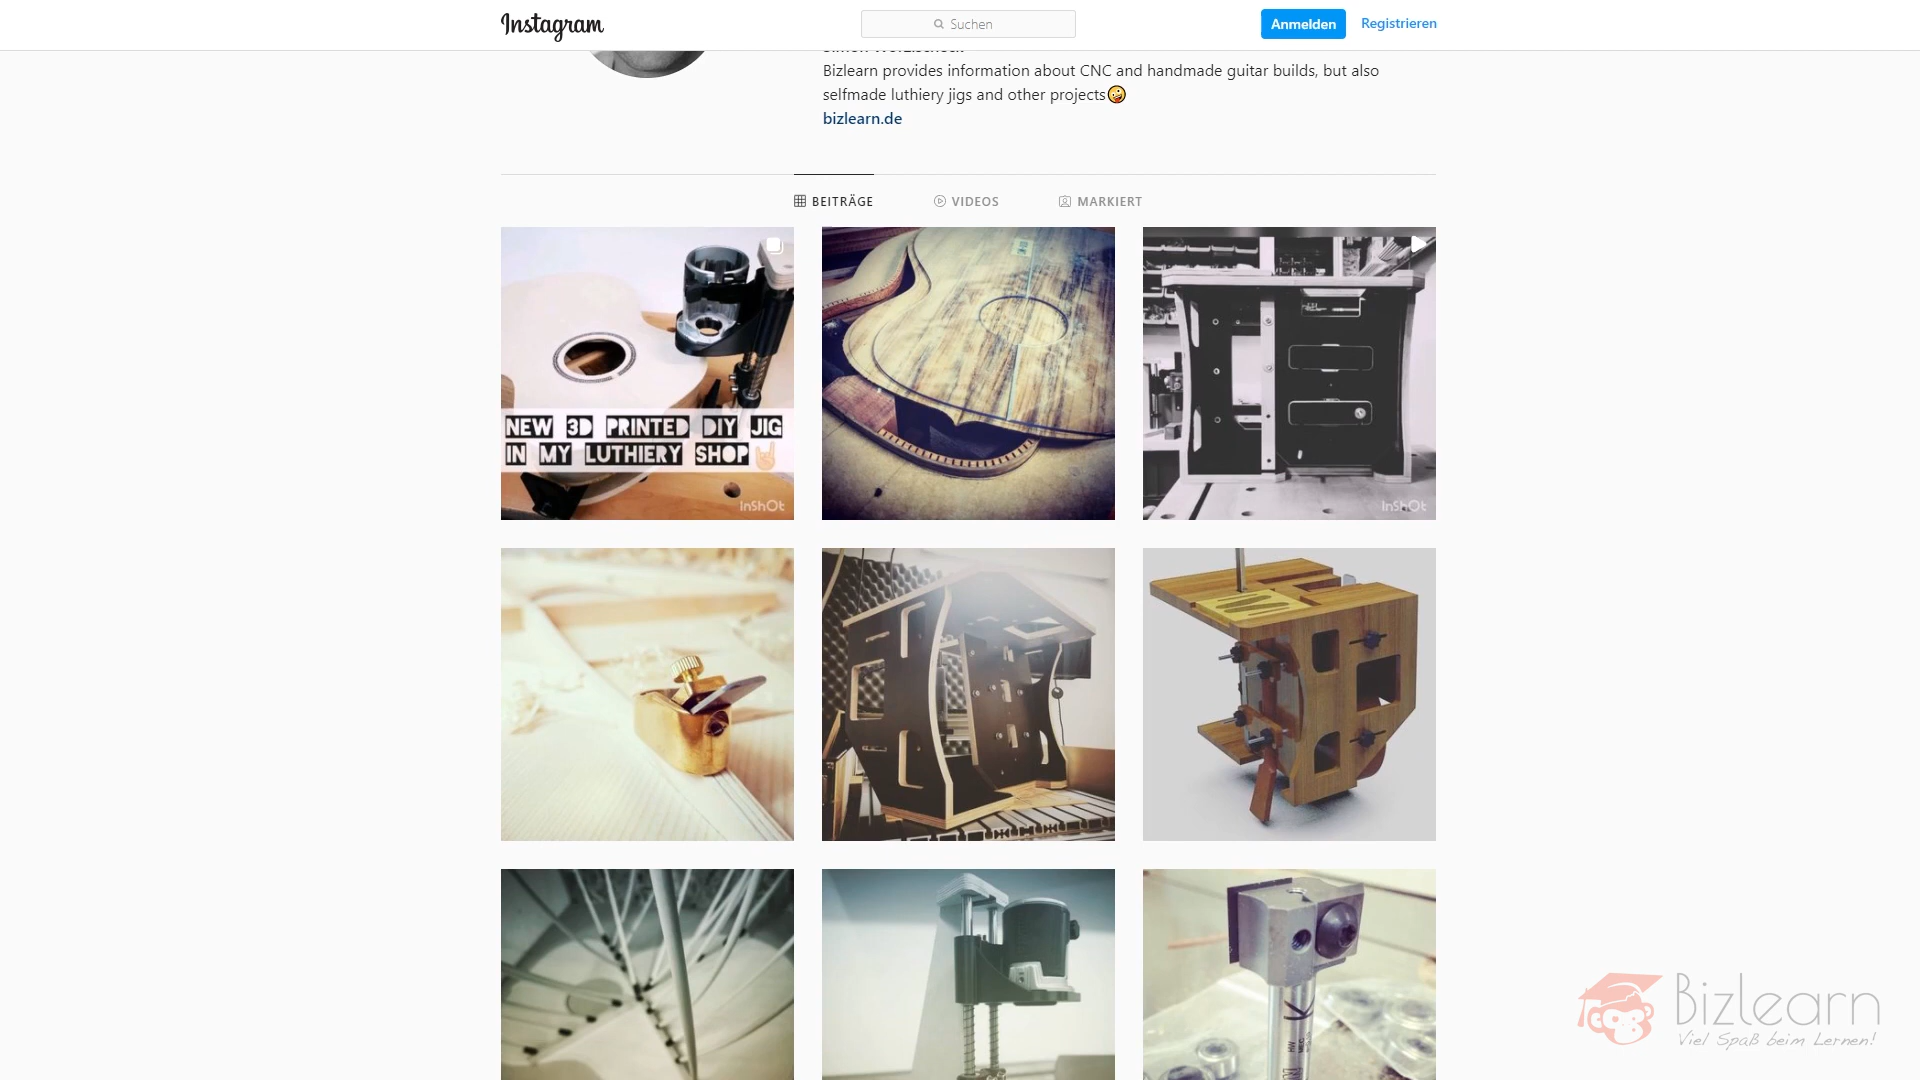 Instagram
Suchen
Anmelden
Registrieren
Bizlearn provides information about CNC and handmade guitar builds, but also
selfmade luthiery jigs and other projects🤪
bizlearn.de
BEITRÄGE
VIDEOS
MARKIERT
NEW 3D PRINTED DIY JIG
IN MY LUTHIERY SHOP🤘
InShOt
InShOt
Bizlearn
Viel Spaß beim Lernen!